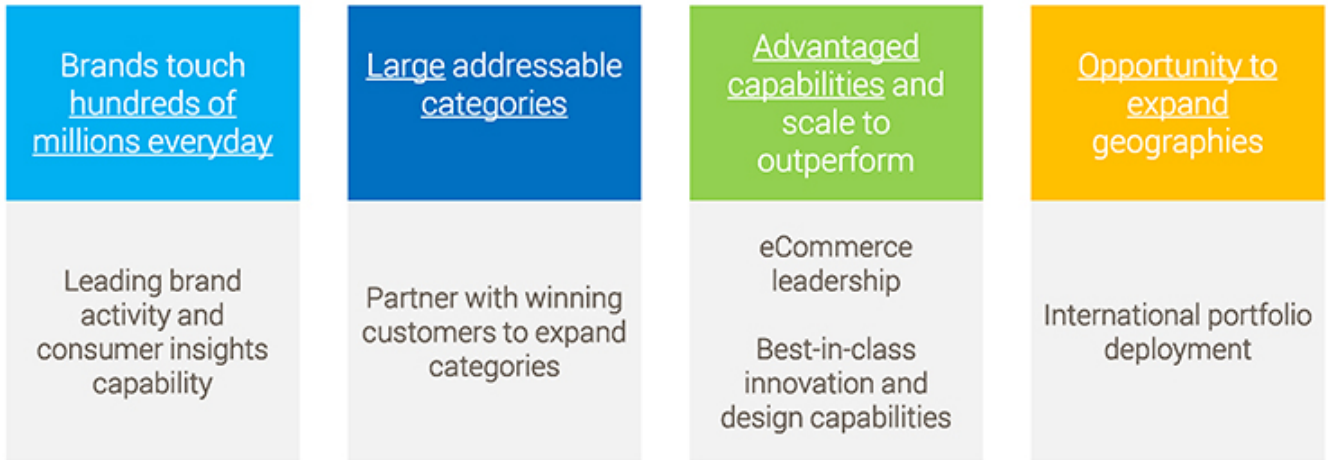 Brands touch
hundreds of
millions everyday
Leading brand
activity and
consumer insights
capability
Large addressable
categories
Partner with winning
customers to expand
categories
Advantaged
capabilities and
scale to
outperform
eCommerce
leadership
Best-in-class
innovation and
design capabilities
Opportunity to
expand
geographies
International portfolio
deployment